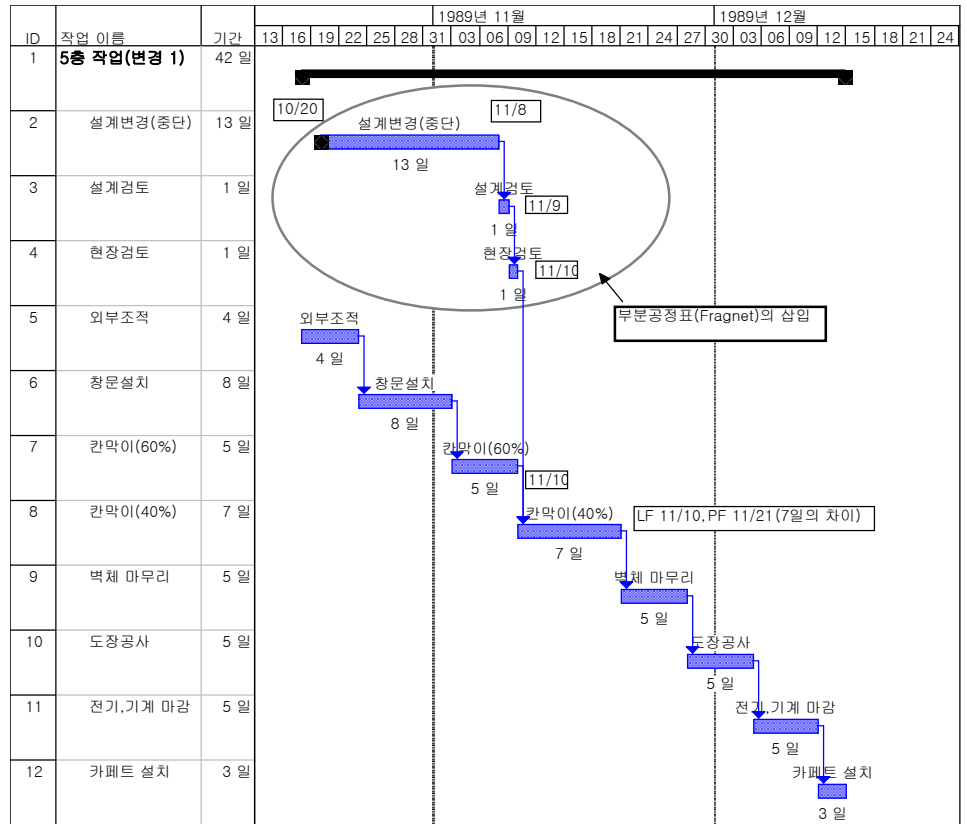 1989년 11월 1989년 12월
ID 작업 이름 기간 13 16 19 22 25 28 31 03 06 09 12 15 18 21 24 27 30 03 06 09 12 15 18 21 24
1 5층 작업(변경 1) 42 일
10/20 11/8
2 설계변경(중단) 13 일 설계변경(중단)
13 일
3 설계검토 1 일 설계검토
11/9
1 일
4 현장검토 1 일 현장검토
11/10
1 일
부분공정표(Fragnet)의 삽입
5 외부조적 4 일 외부조적
4 일
6 창문설치 8 일 창문설치
8 일
7 칸막이(60%) 5 일 칸막이(60%)
5 일 11/10
8 칸막이(40%) 7 일 칸막이(40%) LF 11/10,PF 11/21(7일의 차이)
7 일
9 벽체 마무리 5 일 벽체 마무리
5 일
10 도장공사 5 일 도장공사
5 일
11 전기,기계 마감 5 일 전기,기계 마감
5 일
12 카페트 설치 3 일 카페트 설치
3 일